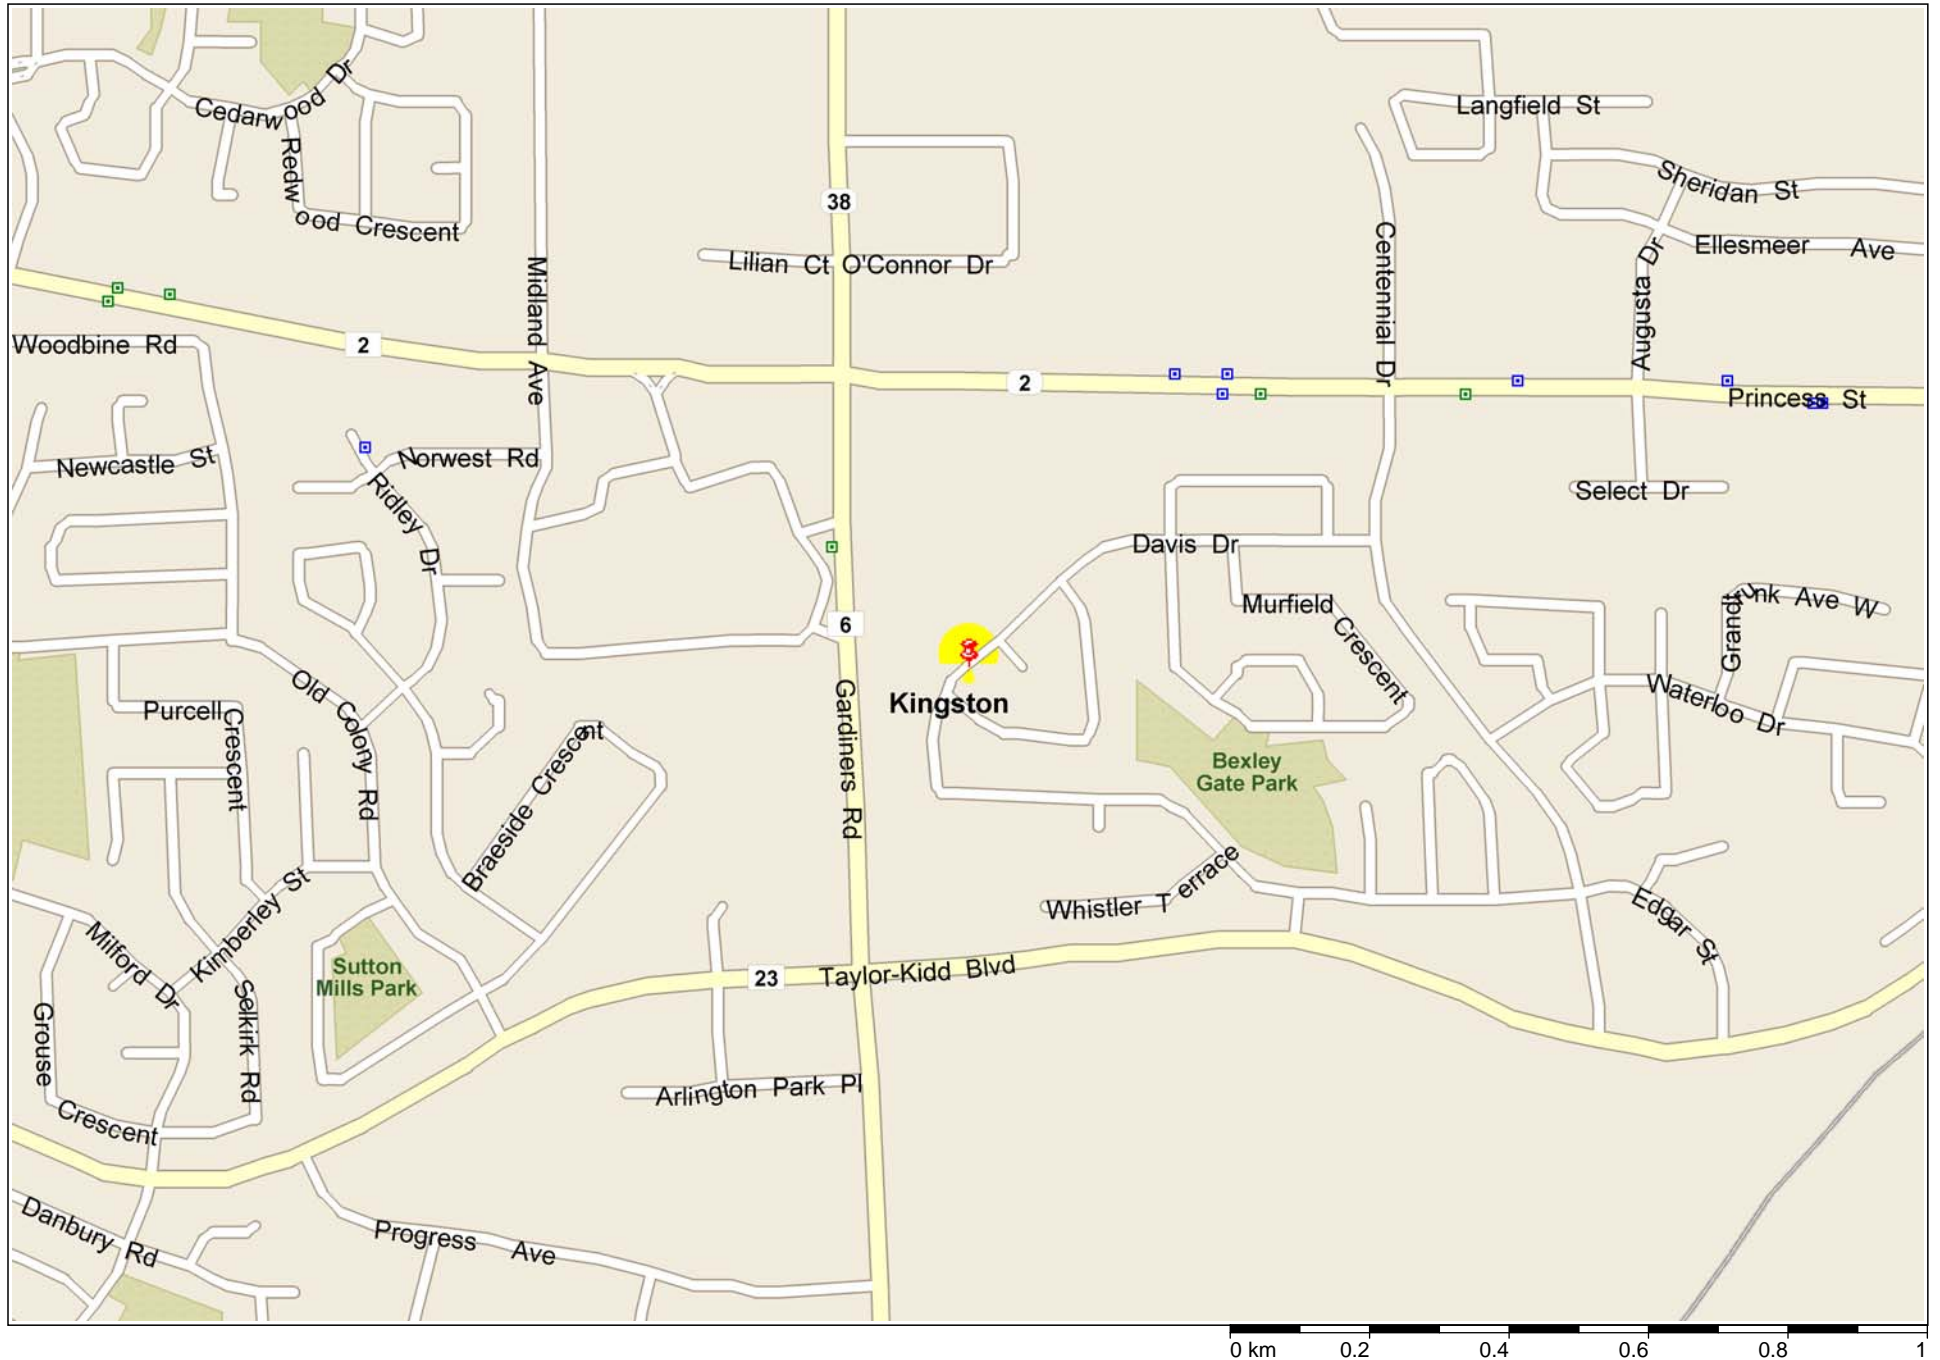 Langfield St
Cedarwood Dr
Redwood Crescent
Sheridan St
38
Ellesmeer Ave
Lilian Ct
O'Connor Dr
Midland Ave
Centennial Dr
Augusta Dr
Woodbine Rd
2
2
Princess St
Newcastle St
Norwest Rd
Ridley Dr
Select Dr
Davis Dr
Murfield Crescent
Grandtrunk Ave W
6
Kingston
Gardiners Rd
Old Colony Rd
Purcell Crescent
Waterloo Dr
Braeside Crescent
Bexley
Gate Park
Whistler Terrace
Kimberley St
Edgar St
Milford Dr
Sutton
Mills Park
23
Taylor-Kidd Blvd
Selkirk Rd
Grouse Crescent
Arlington Park Pl
Danbury Rd
Progress Ave
0 km 0.2 0.4 0.6 0.8 1